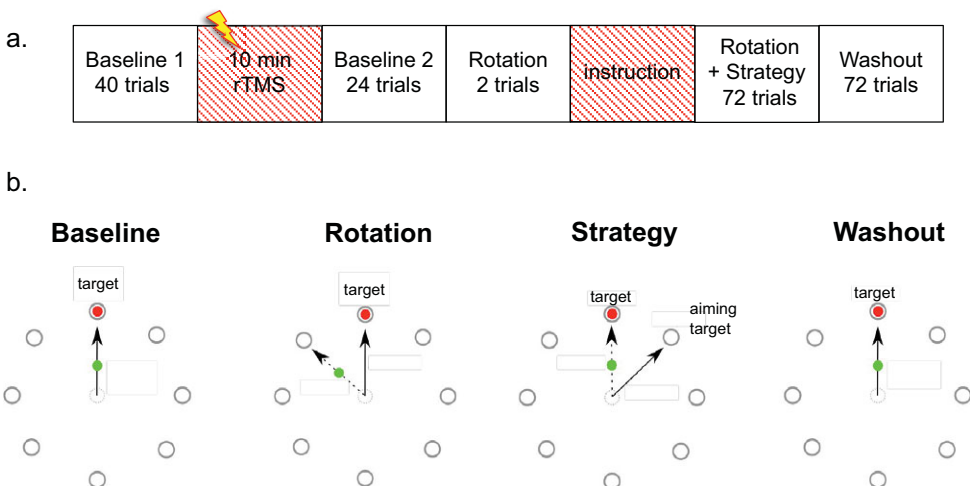 a.
Baseline 1
40 trials
10 min
rTMS
Baseline 2
24 trials
Rotation
2 trials
instruction
Rotation
+ Strategy
72 trials
Washout
72 trials
b.
Baseline
Rotation
Strategy
Washout
target
target
target
aiming
target
target